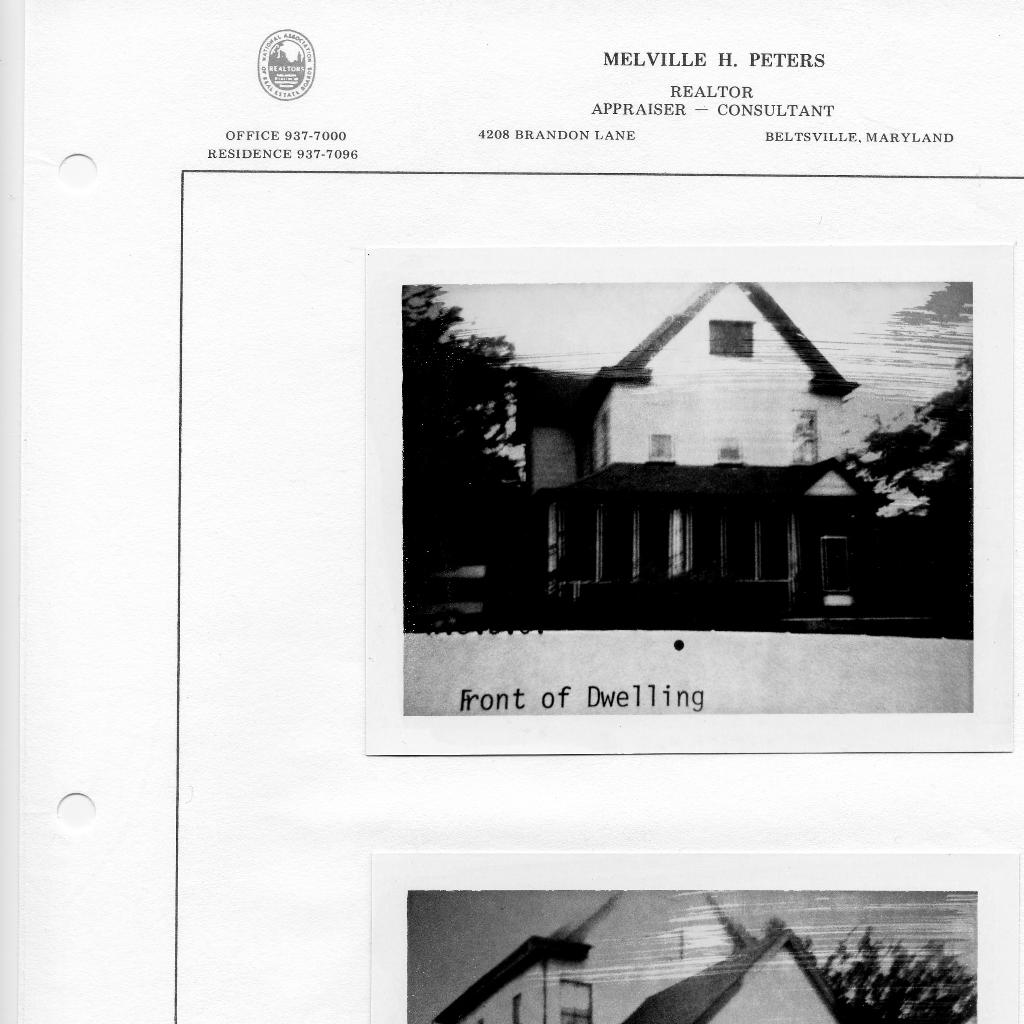 NATIONAL ASSOCIATION
OF REAL ESTATE BOARDS
REALTORS
MELVILLE H. PETERS
REALTOR
APPRAISER — CONSULTANT
OFFICE 937-7000
RESIDENCE 937-7096
4208 BRANDON LANE
BELTSVILLE, MARYLAND
Front of Dwelling